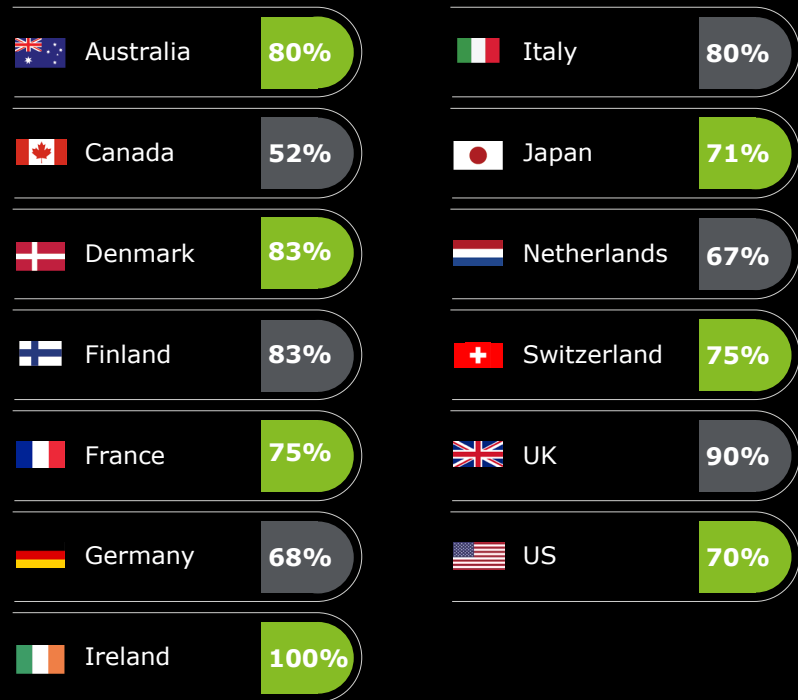 Australia 80%
Canada 52%
Denmark 83%
Finland 83%
France 75%
Germany 68%
Ireland 100%
Italy 80%
Japan 71%
Netherlands 67%
Switzerland 75%
UK 90%
US 70%